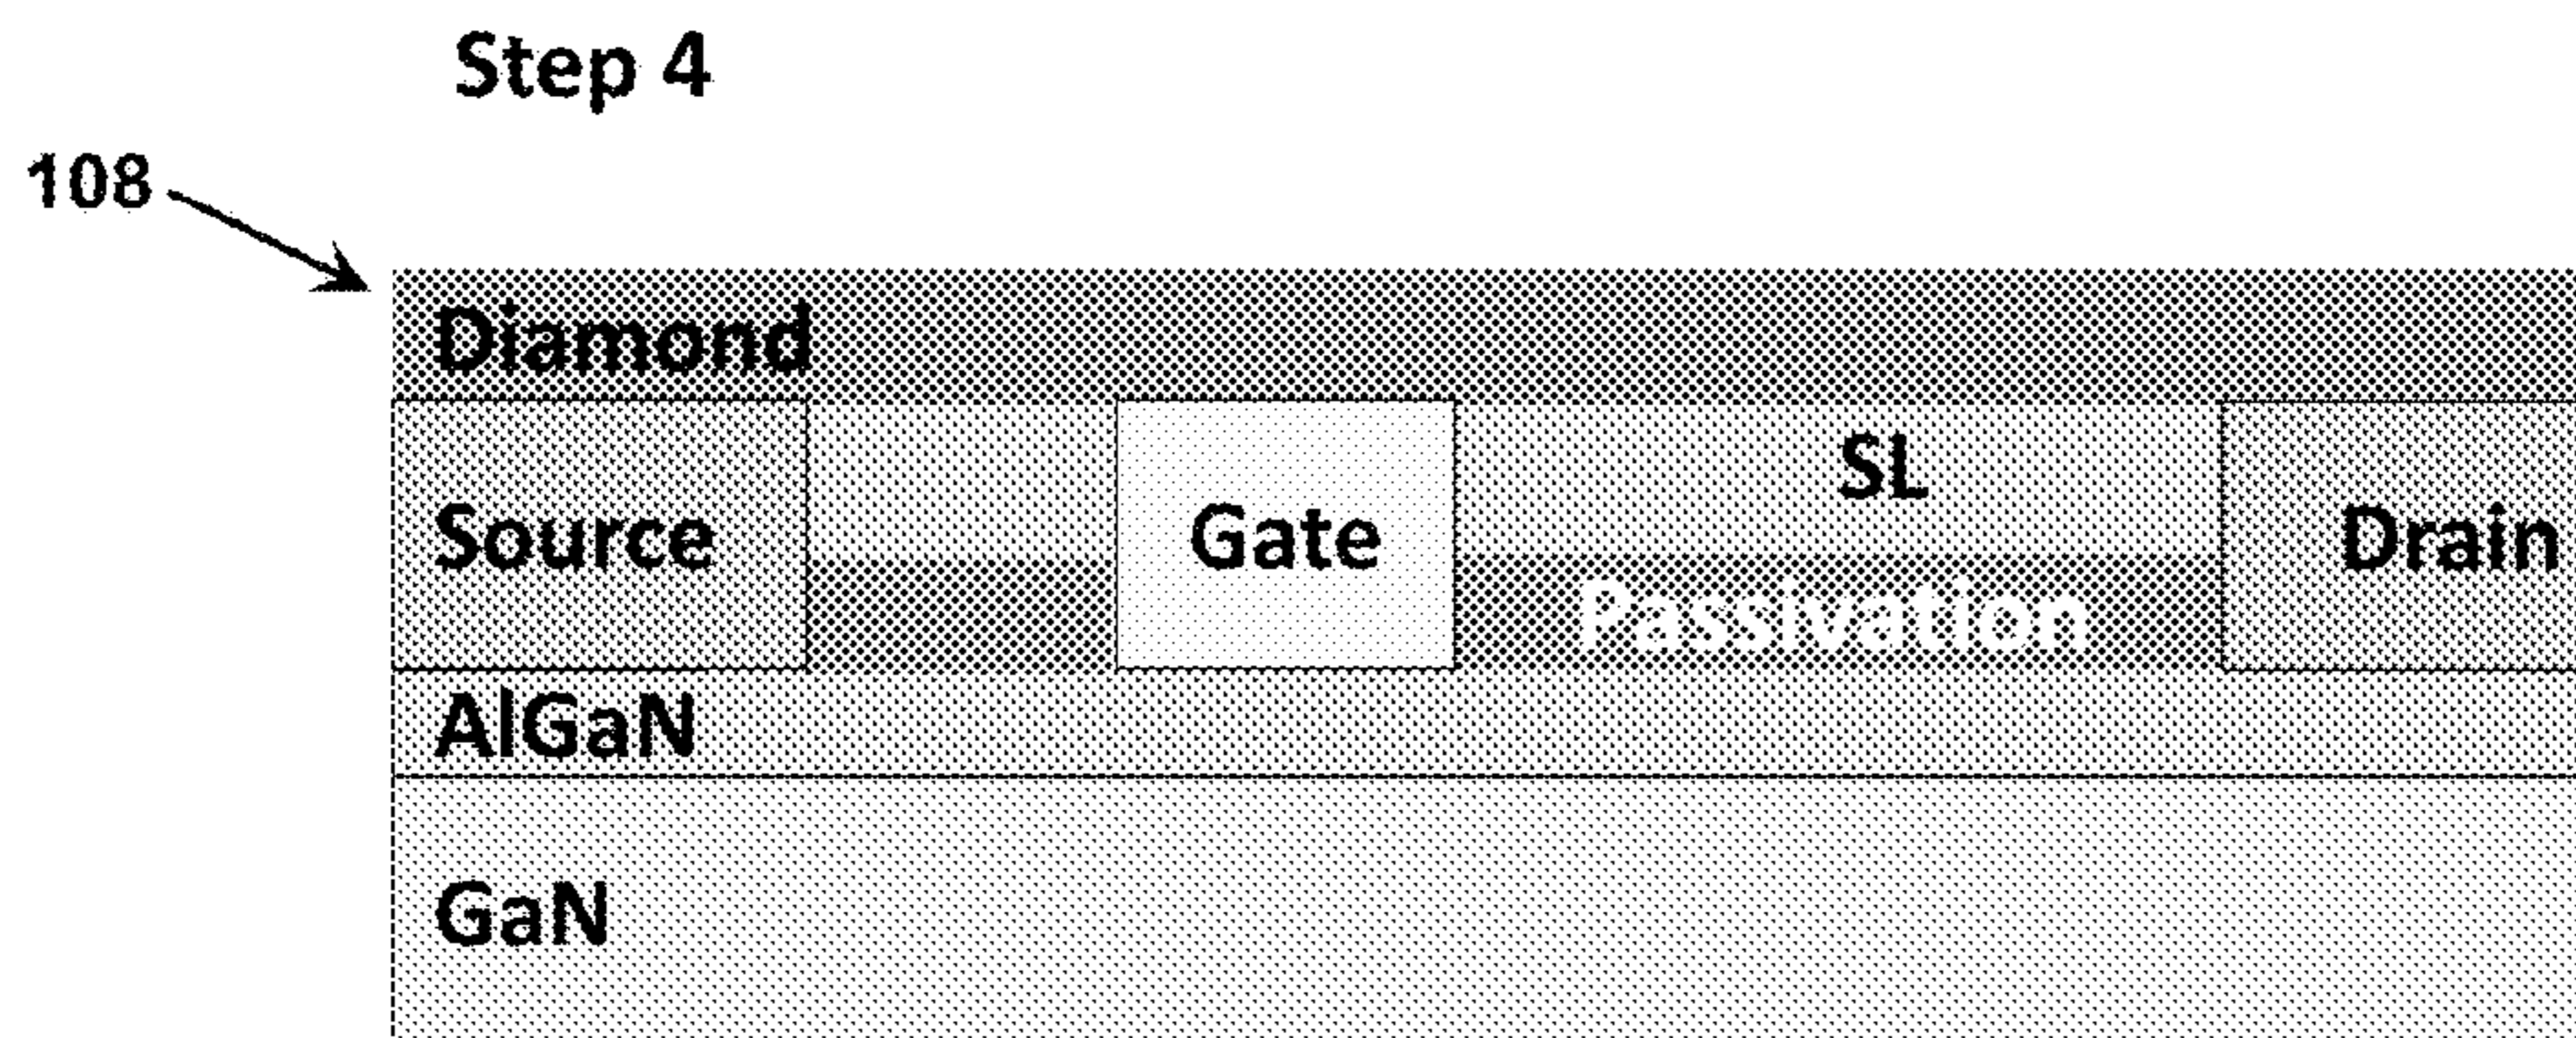 Step 4
108
Diamond
SL
Source
Gate
Drain
Passivation
AlGaN
GaN